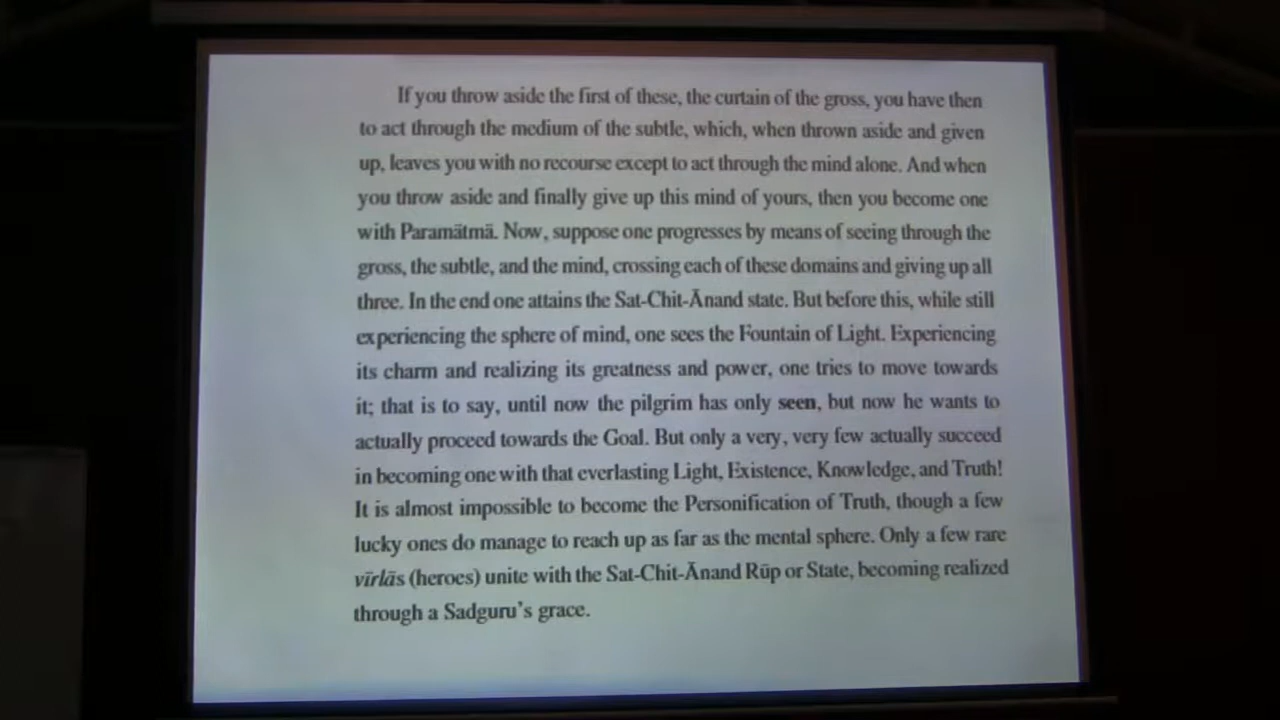 If you throw aside the first of these, the curtain of the gross, you have then
to act through the medium of the subtle, which, when thrown aside and given
up, leaves you with no recourse except to act through the mind alone. And when
you throw aside and finally give up this mind of yours, then you become one
with Paramātmā. Now, suppose one progresses by means of seeing through the
gross, the subtle, and the mind, crossing each of these domains and giving up all
three. In the end one attains the Sat-Chit-Ānand state. But before this, while still
experiencing the sphere of mind, one sees the Fountain of Light. Experiencing
its charm and realizing its greatness and power, one tries to move towards
it; that is to say, until now the pilgrim has only seen, but now he wants to
actually proceed towards the Goal. But only a very, very few actually succeed
in becoming one with that everlasting Light, Existence, Knowledge, and Truth!
It is almost impossible to become the Personification of Truth, though a few
lucky ones do manage to reach up as far as the mental sphere. Only a few rare
vīrlās (heroes) unite with the Sat-Chit-Ānand Rūp or State, becoming realized
through a Sadguru's grace.